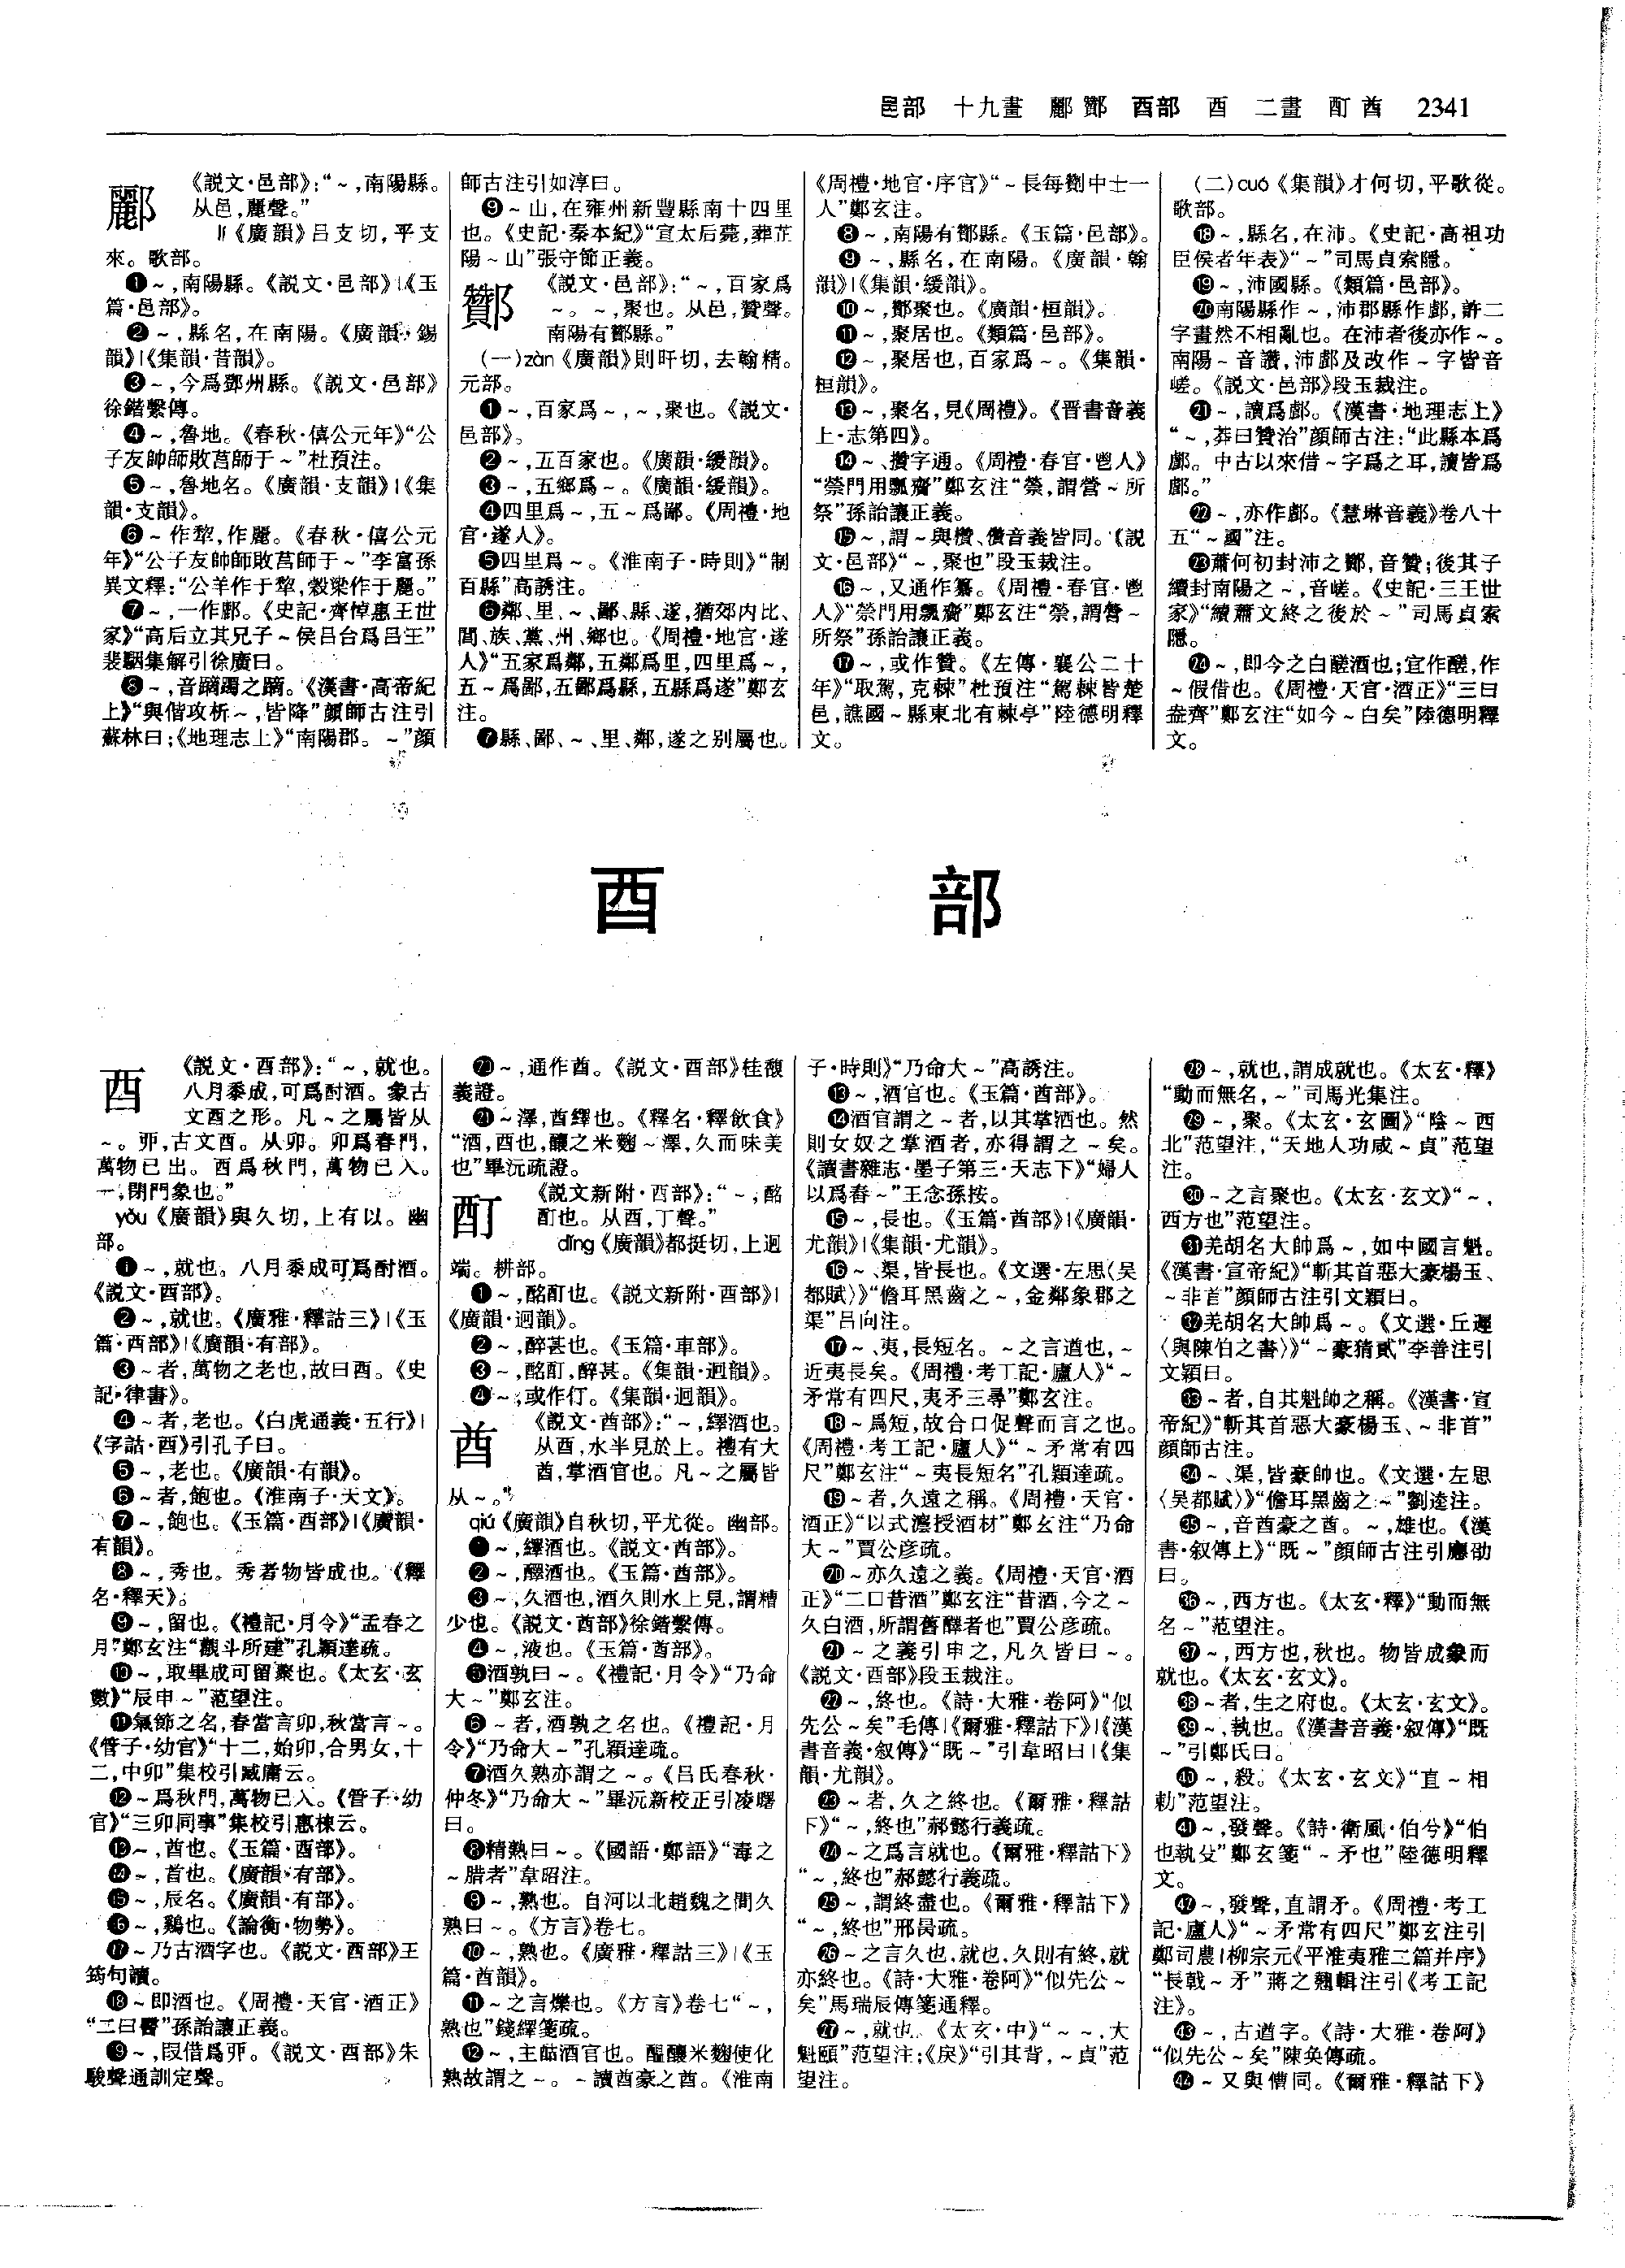 邑部　十九畫　酈 酇　酉部　酉　二畫　酊 酋　2341
酈
《説文·邑部》:“～,南陽縣。
从邑,麗聲。”
lí《廣韻》呂支切,平支
來。歌部。
❶～,南陽縣。《説文·邑部》|《玉
篇·邑部》。
❷～,縣名,在南陽。《廣韻·錫
韻》|《集韻·昔韻》。
❸～,今爲鄧州縣。《説文·邑部》
徐鍇繫傳。
❹～,魯地。《春秋·僖公元年》“公
子友帥師敗莒師于～”杜預注。
❺～,魯地名。《廣韻·支韻》|《集
韻·支韻》。
❻～作犂,作麗。《春秋·僖公元
年》“公子友帥師敗莒師于～”李富孫
異文釋:“公羊作于犂,穀梁作于麗。”
❼～,一作鄜。《史記·齊悼惠王世
家》“高后立其兄子～侯吕台爲吕王”
裴駰集解引徐廣曰。
❽～,音蹢躅之蹢。《漢書·高帝紀
上》“與偕攻析～,皆降”顔師古注引
蘇林曰;《地理志上》“南陽郡。～”顔
師古注引如淳曰。
❾～山,在雍州新豐縣南十四里
也。《史記·秦本紀》“宣太后薨,葬芷
陽～山”張守節正義。
酇
《説文·邑部》:“～,百家爲
～。～,聚也。从邑,贊聲。
南陽有酇縣。”
(一)zàn《廣韻》則旰切,去翰精。
元部。
❶～,百家爲～,～,聚也。《説文·
邑部》。
❷～,五百家也。《廣韻·緩韻》。
❸～,五鄉爲～。《廣韻·緩韻》。
❹四里爲～,五～爲鄙。《周禮·地
官·遂人》。
❺四里爲～。《淮南子·時則》“制
百縣”高誘注。
❻鄰、里、～、鄙、縣、遂,猶郊内比、
閭、族、黨、州、鄉也。《周禮·地官·遂
人》“五家爲鄰,五鄰爲里,四里爲～,
五～爲鄙,五鄙爲縣,五縣爲遂”鄭玄
注。
❼縣、鄙、～、里、鄰,遂之别屬也。
《周禮·地官·序官》“～長每酇中士一
人”鄭玄注。
❽～,南陽有酇縣。《玉篇·邑部》。
❾～,縣名,在南陽。《廣韻·翰
韻》|《集韻·緩韻》。
❿～,酇聚也。《廣韻·桓韻》。
⓫～,聚居也。《類篇·邑部》。
⓬～,聚居也,百家爲～。《集韻·
桓韻》。
⓭～,聚名,見《周禮》。《晋書音義
上·志第四》。
⓮～、攢字通。《周禮·春官·鬯人》
“禜門用瓢齎”鄭玄注“禜,謂營～所
祭”孫詒讓正義。
⓯～,謂～與欑、儹音義皆同。《説
文·邑部》“～,聚也”段玉裁注。
⓰～,又通作纂。《周禮·春官·鬯
人》“禜門用瓢齎”鄭玄注“禜,謂營～
所祭”孫詒讓正義。
⓱～,或作贊。《左傳·襄公二十
年》“取駕,克棘”杜預注“駕棘皆楚
邑,譙國～縣東北有棘亭”陸德明釋
文。
(二)cuó《集韻》才何切,平歌從。
歌部。
⓲～,縣名,在沛。《史記·高祖功
臣侯者年表》“～”司馬貞索隱。
⓳～,沛國縣。《類篇·邑部》。
⓴南陽縣作～,沛郡縣作鄼,許二
字畫然不相亂也。在沛者後亦作～。
南陽～音讚,沛鄼及改作～字皆音
嵯。《説文·邑部》段玉裁注。
㉑～,讀爲鄼。《漢書·地理志上》
“～,莽曰贊治”顔師古注:“此縣本爲
鄼。中古以來借～字爲之耳,讀皆爲
鄼。”
㉒～,亦作鄼。《慧琳音義》卷八十
五“～國”注。
㉓蕭何初封沛之酇,音贊;後其子
續封南陽之～,音嵯。《史記·三王世
家》“續蕭文終之後於～”司馬貞索
隱。
㉔～,即今之白醝酒也;宜作醝,作
～假借也。《周禮·天官·酒正》“三曰
盎齊”鄭玄注“如今～白矣”陸德明釋
文。
酉　部
酉
《説文·酉部》:“～,就也。
八月黍成,可爲酎酒。象古
文酉之形。凡～之屬皆从
～。丣,古文酉。从卯。卯爲春門,
萬物已出。酉爲秋門,萬物已入。
一,閉門象也。”
yǒu《廣韻》與久切,上有以。幽
部。
❶～,就也。八月黍成可爲酎酒。
《説文·酉部》。
❷～,就也。《廣雅·釋詁三》|《玉
篇·酉部》|《廣韻·有部》。
❸～者,萬物之老也,故曰酉。《史
記·律書》。
❹～者,老也。《白虎通義·五行》|
《字詁·酉》引孔子曰。
❺～,老也。《廣韻·有韻》。
❻～者,飽也。《淮南子·天文》。
❼～,飽也。《玉篇·酉部》|《廣韻·
有韻》。
❽～,秀也。秀者物皆成也。《釋
名·釋天》。
❾～,留也。《禮記·月令》“孟春之
月”鄭玄注“觀斗所建”孔穎達疏。
❿～,取畢成可留聚也。《太玄·玄
數》“辰申～”范望注。
⓫氣節之名,春當言卯,秋當言～。
《管子·幼官》“十二,始卯,合男女,十
二,中卯”集校引臧庸云。
⓬～爲秋門,萬物已入。《管子·幼
官》“三卯同事”集校引惠棟云。
⓭～,酋也。《玉篇·酉部》。
⓮～,首也。《廣韻·有部》。
⓯～,辰名。《廣韻·有部》。
⓰～,鷄也。《論衡·物勢》。
⓱～乃古酒字也。《説文·酉部》王
筠句讀。
⓲～即酒也。《周禮·天官·酒正》
“二曰醫”孫詒讓正義。
⓳～,叚借爲丣。《説文·酉部》朱
駿聲通訓定聲。
⓴～,通作酋。《説文·酉部》桂馥
義證。
㉑～澤,酋繹也。《釋名·釋飲食》
“酒,酉也,釀之米麴～澤,久而味美
也”畢沅疏證。
酊
《説文新附·酉部》:“～,酩
酊也。从酉,丁聲。”
dǐng《廣韻》都挺切,上迥
端。耕部。
❶～,酩酊也。《説文新附·酉部》|
《廣韻·迥韻》。
❷～,醉甚也。《玉篇·車部》。
❸～,酩酊,醉甚。《集韻·迥韻》。
❹～,或作仃。《集韻·迥韻》。
酋
《説文·酋部》:“～,繹酒也。
从酉,水半見於上。禮有大
酋,掌酒官也。凡～之屬皆
从～。”
qiú《廣韻》自秋切,平尤從。幽部。
❶～,繹酒也。《説文·酋部》。
❷～,醳酒也。《玉篇·酋部》。
❸～,久酒也,酒久則水上見,謂糟
少也。《説文·酋部》徐鍇繫傳。
❹～,液也。《玉篇·酋部》。
❺酒孰曰～。《禮記·月令》“乃命
大～”鄭玄注。
❻～者,酒孰之名也。《禮記·月
令》“乃命大～”孔穎達疏。
❼酒久熟亦謂之～。《吕氏春秋·
仲冬》“乃命大～”畢沅新校正引凌曙
曰。
❽精熟曰～。《國語·鄭語》“毒之
～腊者”韋昭注。
❾～,熟也。自河以北趙魏之間久
熟曰～。《方言》卷七。
❿～,熟也。《廣雅·釋詁三》|《玉
篇·酋韻》。
⓫～之言爍也。《方言》卷七“～,
熟也”錢繹箋疏。
⓬～,主酤酒官也。醖釀米麴使化
熟故謂之～。～讀酋豪之酋。《淮南
子·時則》“乃命大～”高誘注。
⓭～,酒官也。《玉篇·酋部》。
⓮酒官謂之～者,以其掌酒也。然
則女奴之掌酒者,亦得謂之～矣。
《讀書雜志·墨子第三·天志下》“婦人
以爲舂～”王念孫按。
⓯～,長也。《玉篇·酋部》|《廣韻·
尤韻》|《集韻·尤韻》。
⓰～、渠,皆長也。《文選·左思〈吴
都賦〉》“儋耳黑齒之～,金鄰象郡之
渠”吕向注。
⓱～、夷,長短名。～之言遒也,～
近夷長矣。《周禮·考工記·廬人》“～
矛常有四尺,夷矛三尋”鄭玄注。
⓲～爲短,故合口促聲而言之也。
《周禮·考工記·廬人》“～矛常有四
尺”鄭玄注“～夷長短名”孔穎達疏。
⓳～者,久遠之稱。《周禮·天官·
酒正》“以式灋授酒材”鄭玄注“乃命
大～”賈公彦疏。
⓴～亦久遠之義。《周禮·天官·酒
正》“二曰昔酒”鄭玄注“昔酒,今之～
久白酒,所謂舊醳者也”賈公彦疏。
㉑～之義引申之,凡久皆曰～。
《説文·酉部》段玉裁注。
㉒～,終也。《詩·大雅·卷阿》“似
先公～矣”毛傳|《爾雅·釋詁下》|《漢
書音義·叙傳》“既～”引韋昭曰|《集
韻·尤韻》。
㉓～者,久之終也。《爾雅·釋詁
下》“～,終也”郝懿行義疏。
㉔～之爲言就也。《爾雅·釋詁下》
“～,終也”郝懿行義疏。
㉕～,謂終盡也。《爾雅·釋詁下》
“～,終也”邢昺疏。
㉖～之言久也,就也,久則有終,就
亦終也。《詩·大雅·卷阿》“似先公～
矣”馬瑞辰傳箋通釋。
㉗～,就也。《太玄·中》“～～,大
魁頤”范望注;《戾》“引其背,～貞”范
望注。
㉘～,就也,謂成就也。《太玄·釋》
“動而無名,～”司馬光集注。
㉙～,聚。《太玄·玄圖》“陰～西
北”范望注,“天地人功咸～貞”范望
注。
㉚～之言聚也。《太玄·玄文》“～,
西方也”范望注。
㉛羌胡名大帥爲～,如中國言魁。
《漢書·宣帝紀》“斬其首惡大豪楊玉、
～非首”顔師古注引文穎曰。
㉜羌胡名大帥爲～。《文選·丘遲
〈與陳伯之書〉》“～豪猜貳”李善注引
文穎曰。
㉝～者,自其魁帥之稱。《漢書·宣
帝紀》“斬其首惡大豪楊玉、～非首”
顔師古注。
㉞～、渠,皆豪帥也。《文選·左思
〈吴都賦〉》“儋耳黑齒之～”劉逵注。
㉟～,音酋豪之酋。～,雄也。《漢
書·叙傳上》“既～”顔師古注引應劭
曰。
㊱～,西方也。《太玄·釋》“動而無
名～”范望注。
㊲～,西方也,秋也。物皆成象而
就也。《太玄·玄文》。
㊳～者,生之府也。《太玄·玄文》。
㊴～,執也。《漢書音義·叙傳》“既
～”引鄭氏曰。
㊵～,殺。《太玄·玄文》“直～相
勅”范望注。
㊶～,發聲。《詩·衛風·伯兮》“伯
也執殳”鄭玄箋“～矛也”陸德明釋
文。
㊷～,發聲,直謂矛。《周禮·考工
記·廬人》“～矛常有四尺”鄭玄注引
鄭司農|柳宗元《平淮夷雅二篇并序》
“長戟～矛”蔣之翹輯注引《考工記
注》。
㊸～,古遒字。《詩·大雅·卷阿》
“似先公～矣”陳奂傳疏。
㊹～又與僧同。《爾雅·釋詁下》